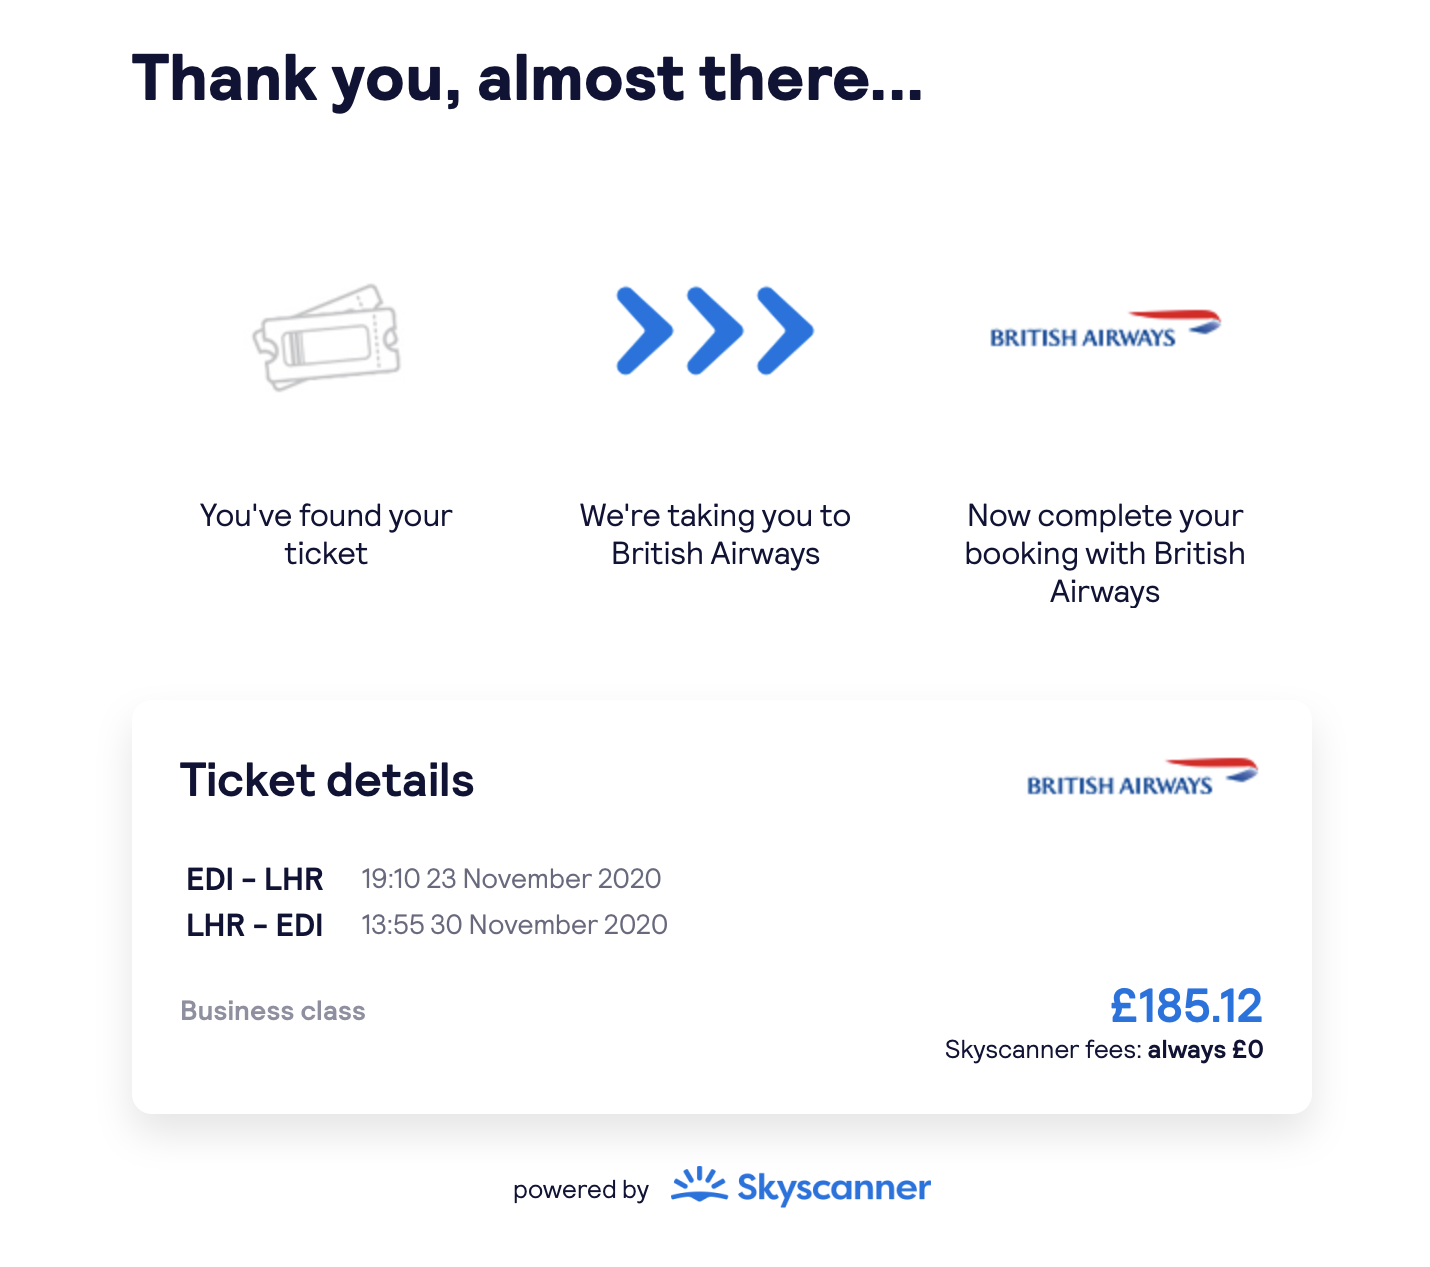 Thank you, almost there...
BRITISH AIRWAYS
You've found your
ticket
We're taking you to
British Airways
Now complete your
booking with British
Airways
Ticket details
BRITISH AIRWAYS
EDI – LHR 19:10 23 November 2020
LHR – EDI 13:55 30 November 2020
Business class
£185.12
Skyscanner fees: always £0
powered by Skyscanner